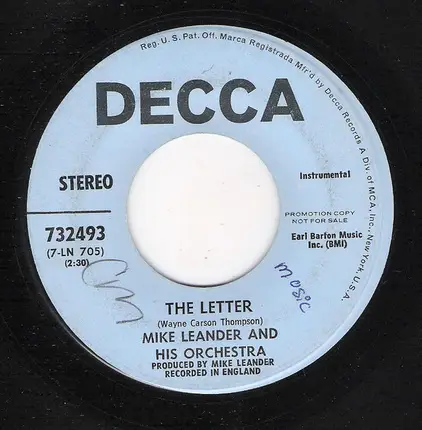 Reg. U.S. Pat. Off. Marca Registrada Mfr'd by Decca Records A Div. of MCA, Inc., New York, U.S.A.
DECCA
STEREO
Instrumental
732493
(7-LN 705)
(2:30)
PROMOTION COPY
NOT FOR SALE
Earl Barton Music
Inc. (BMI)
music
THE LETTER
(Wayne Carson Thompson)
MIKE LEANDER AND
HIS ORCHESTRA
PRODUCED BY MIKE LEANDER
RECORDED IN ENGLAND